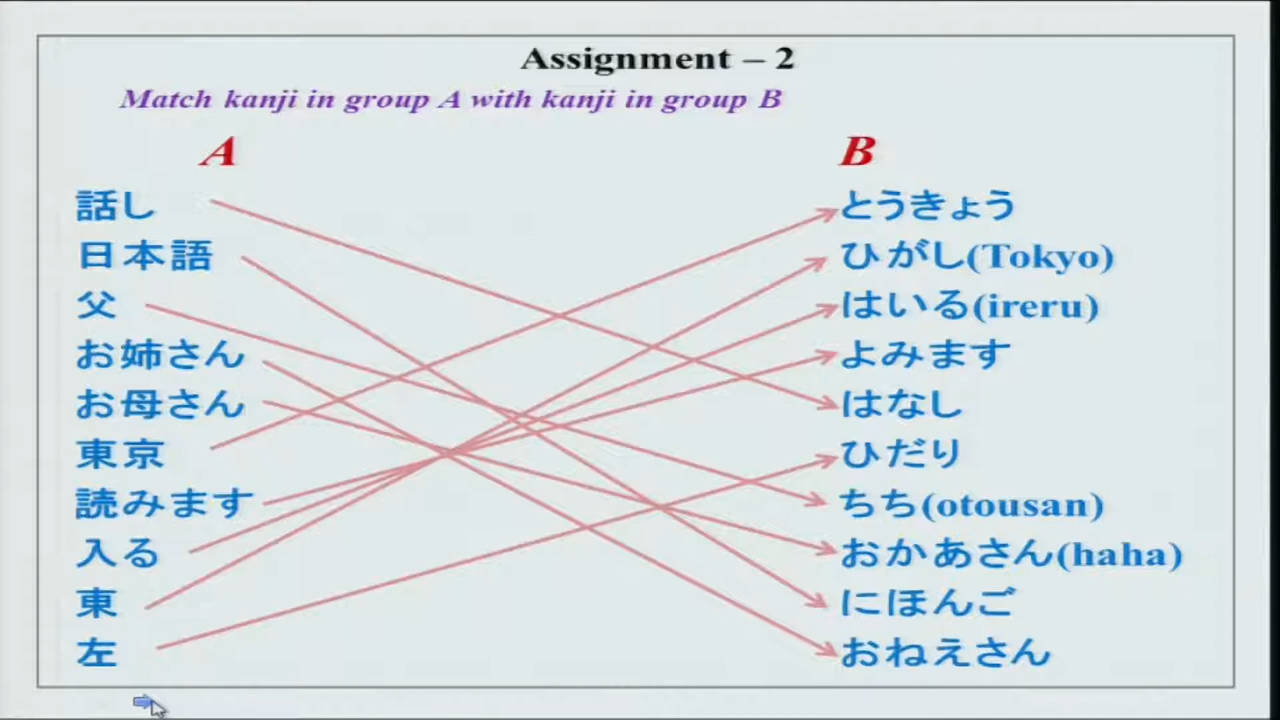 Assignment – 2
Match kanji in group A with kanji in group B
A B
話し とうきょう
日本語 ひがし(Tokyo)
父 はいる(ireru)
お姉さん よみます
お母さん はなし
東京 ひだり
読みます ちち(otousan)
入る おかあさん(haha)
東 にほんご
左 おねえさん